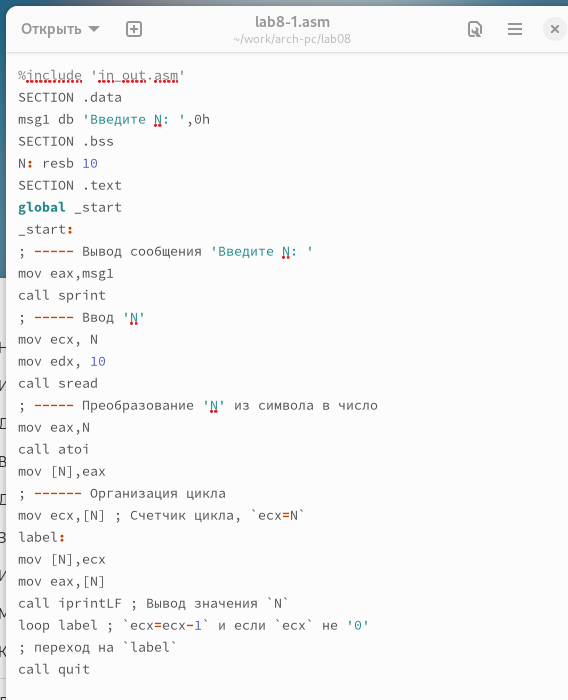 Открыть
lab8-1.asm
~/work/arch-pc/lab08
%include 'in_out.asm'
SECTION .data
msg1 db 'Введите N: ',0h
SECTION .bss
N: resb 10
SECTION .text
global _start
_start:
; ----- Вывод сообщения 'Введите N: '
mov eax,msg1
call sprint
; ----- Ввод 'N'
mov ecx, N
mov edx, 10
call sread
; ----- Преобразование 'N' из символа в число
mov eax,N
call atoi
mov [N],eax
; ------ Организация цикла
mov ecx,[N] ; Счетчик цикла, `ecx=N`
label:
mov [N],ecx
mov eax,[N]
call iprintLF ; Вывод значения `N`
loop label ; `ecx=ecx-1` и если `ecx` не '0'
; переход на `label`
call quit